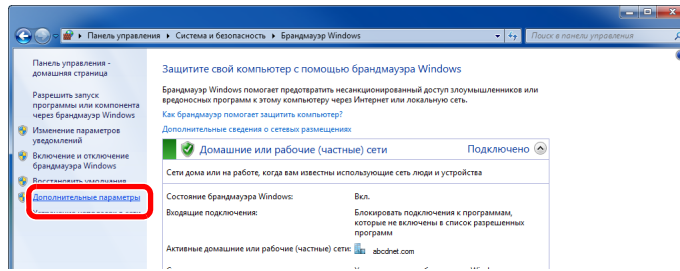 Панель управления ▸ Система и безопасность ▸ Брандмауэр Windows
Поиск в панели управления
Панель управления -
домашняя страница
Разрешить запуск
программы или компонента
через брандмауэр Windows
Изменение параметров
уведомлений
Включение и отключение
брандмауэра Windows
Восстановить умолчания
Дополнительные параметры
Защитите свой компьютер с помощью брандмауэра Windows
Брандмауэр Windows помогает предотвратить несанкционированный доступ злоумышленников или
вредоносных программ к этому компьютеру через Интернет или локальную сеть.
Как брандмауэр помогает защитить компьютер?
Дополнительные сведения о сетевых размещениях
Домашние или рабочие (частные) сети Подключено
Сети дома или на работе, когда вам известны использующие сеть люди и устройства
Состояние брандмауэра Windows: Вкл.
Входящие подключения: Блокировать подключения к программам,
которые не включены в список разрешенных
программ
Активные домашние или рабочие (частные) сети: abcdnet.com